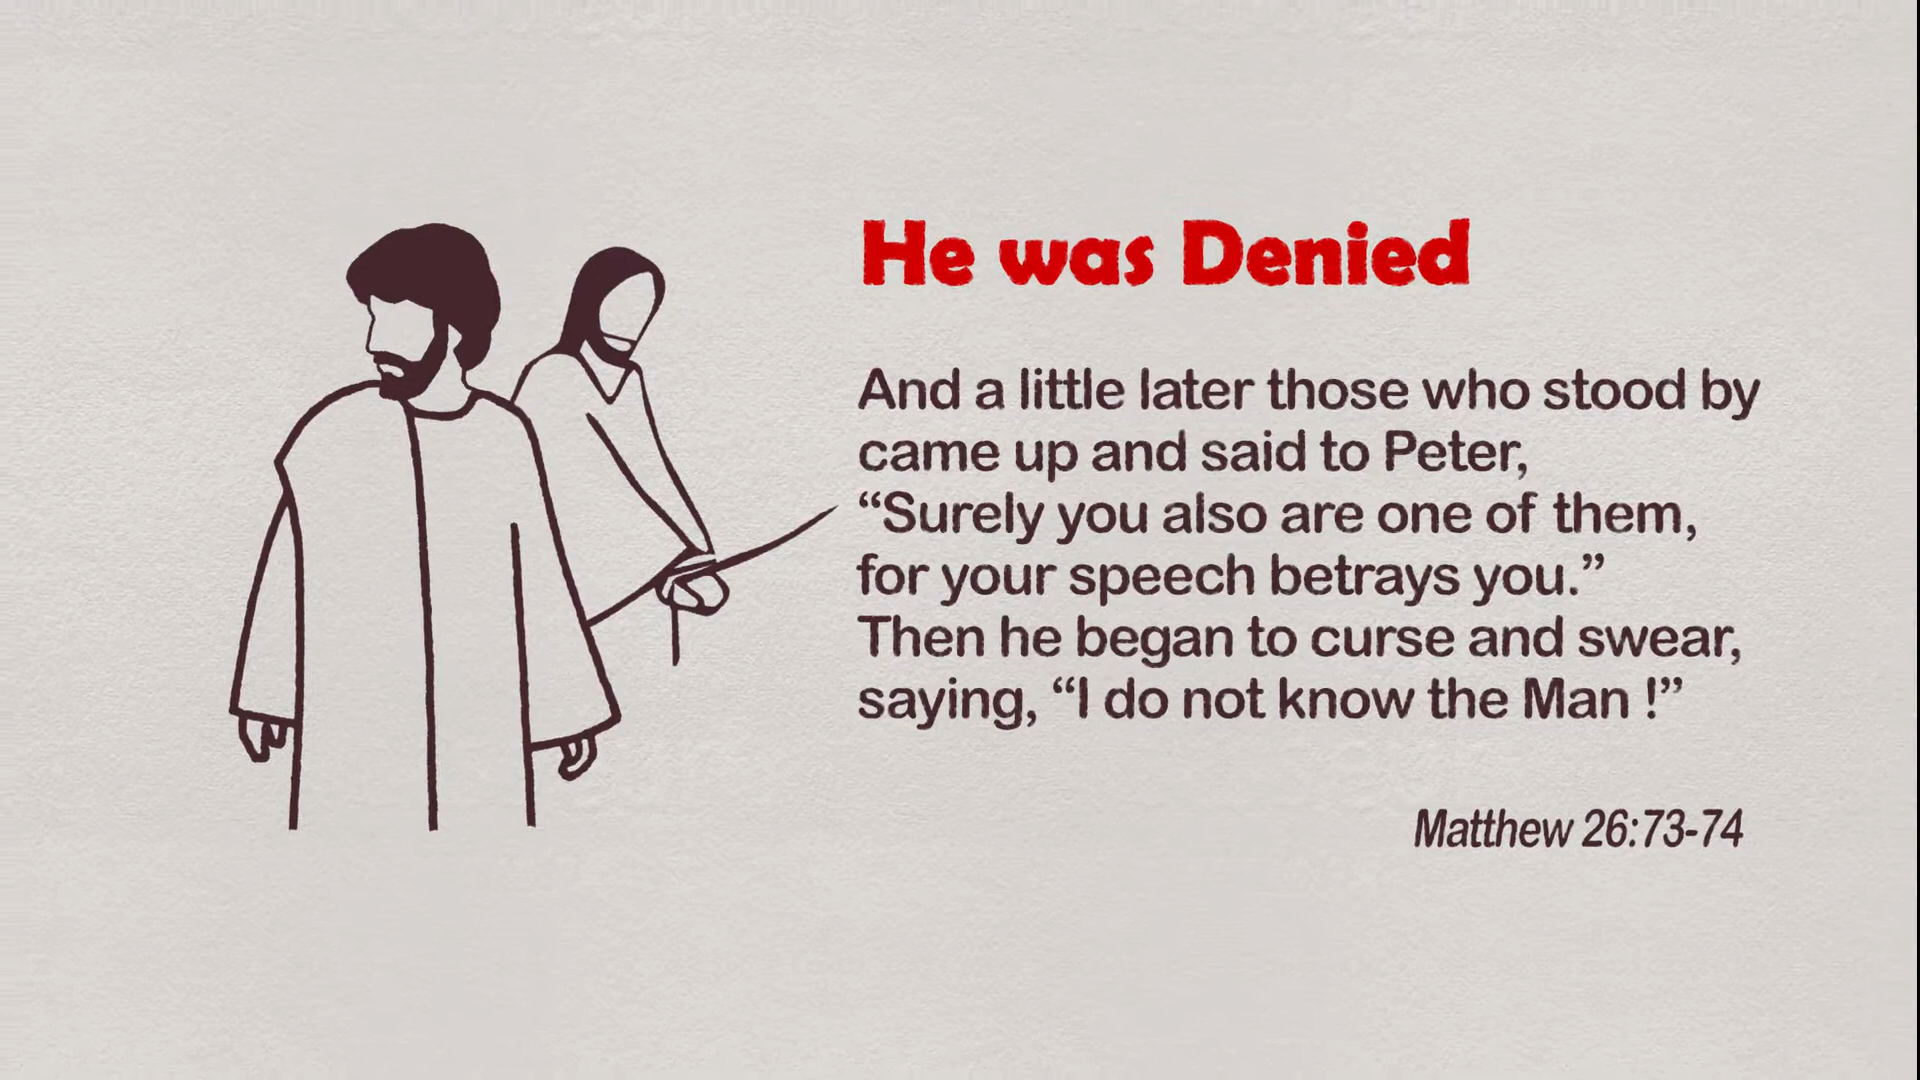 He was Denied
And a little later those who stood by
came up and said to Peter,
“Surely you also are one of them,
for your speech betrays you.”
Then he began to curse and swear,
saying, “I do not know the Man !”
Matthew 26:73-74